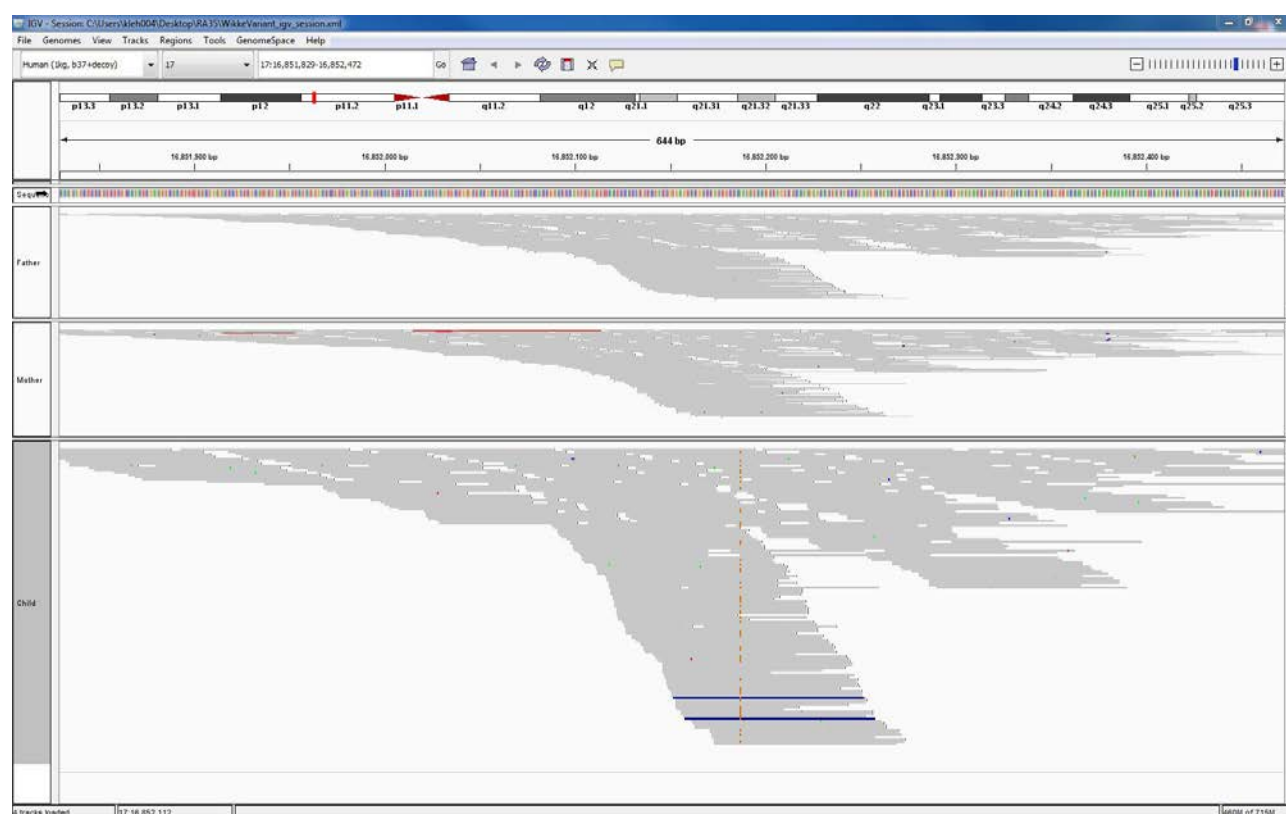 IGV - Session: C:\Users\kleh004\Desktop\RA35\WikkeVariant_igv_session.xml
File Genomes View Tracks Regions Tools GenomeSpace Help
Human (1kg, b37+decoy) 17 17:16,851,829-16,852,472 Go
p13.3 p13.2 p13.1 p12 p11.2 p11.1 q11.2 q12 q21.1 q21.31 q21.32 q21.33 q22 q23.1 q23.3 q24.2 q24.3 q25.1 q25.2 q25.3
644 bp
16,851,900 bp 16,852,000 bp 16,852,100 bp 16,852,200 bp 16,852,300 bp 16,852,400 bp
Father
Mother
Child
4 tracks loaded 17:16,852,112